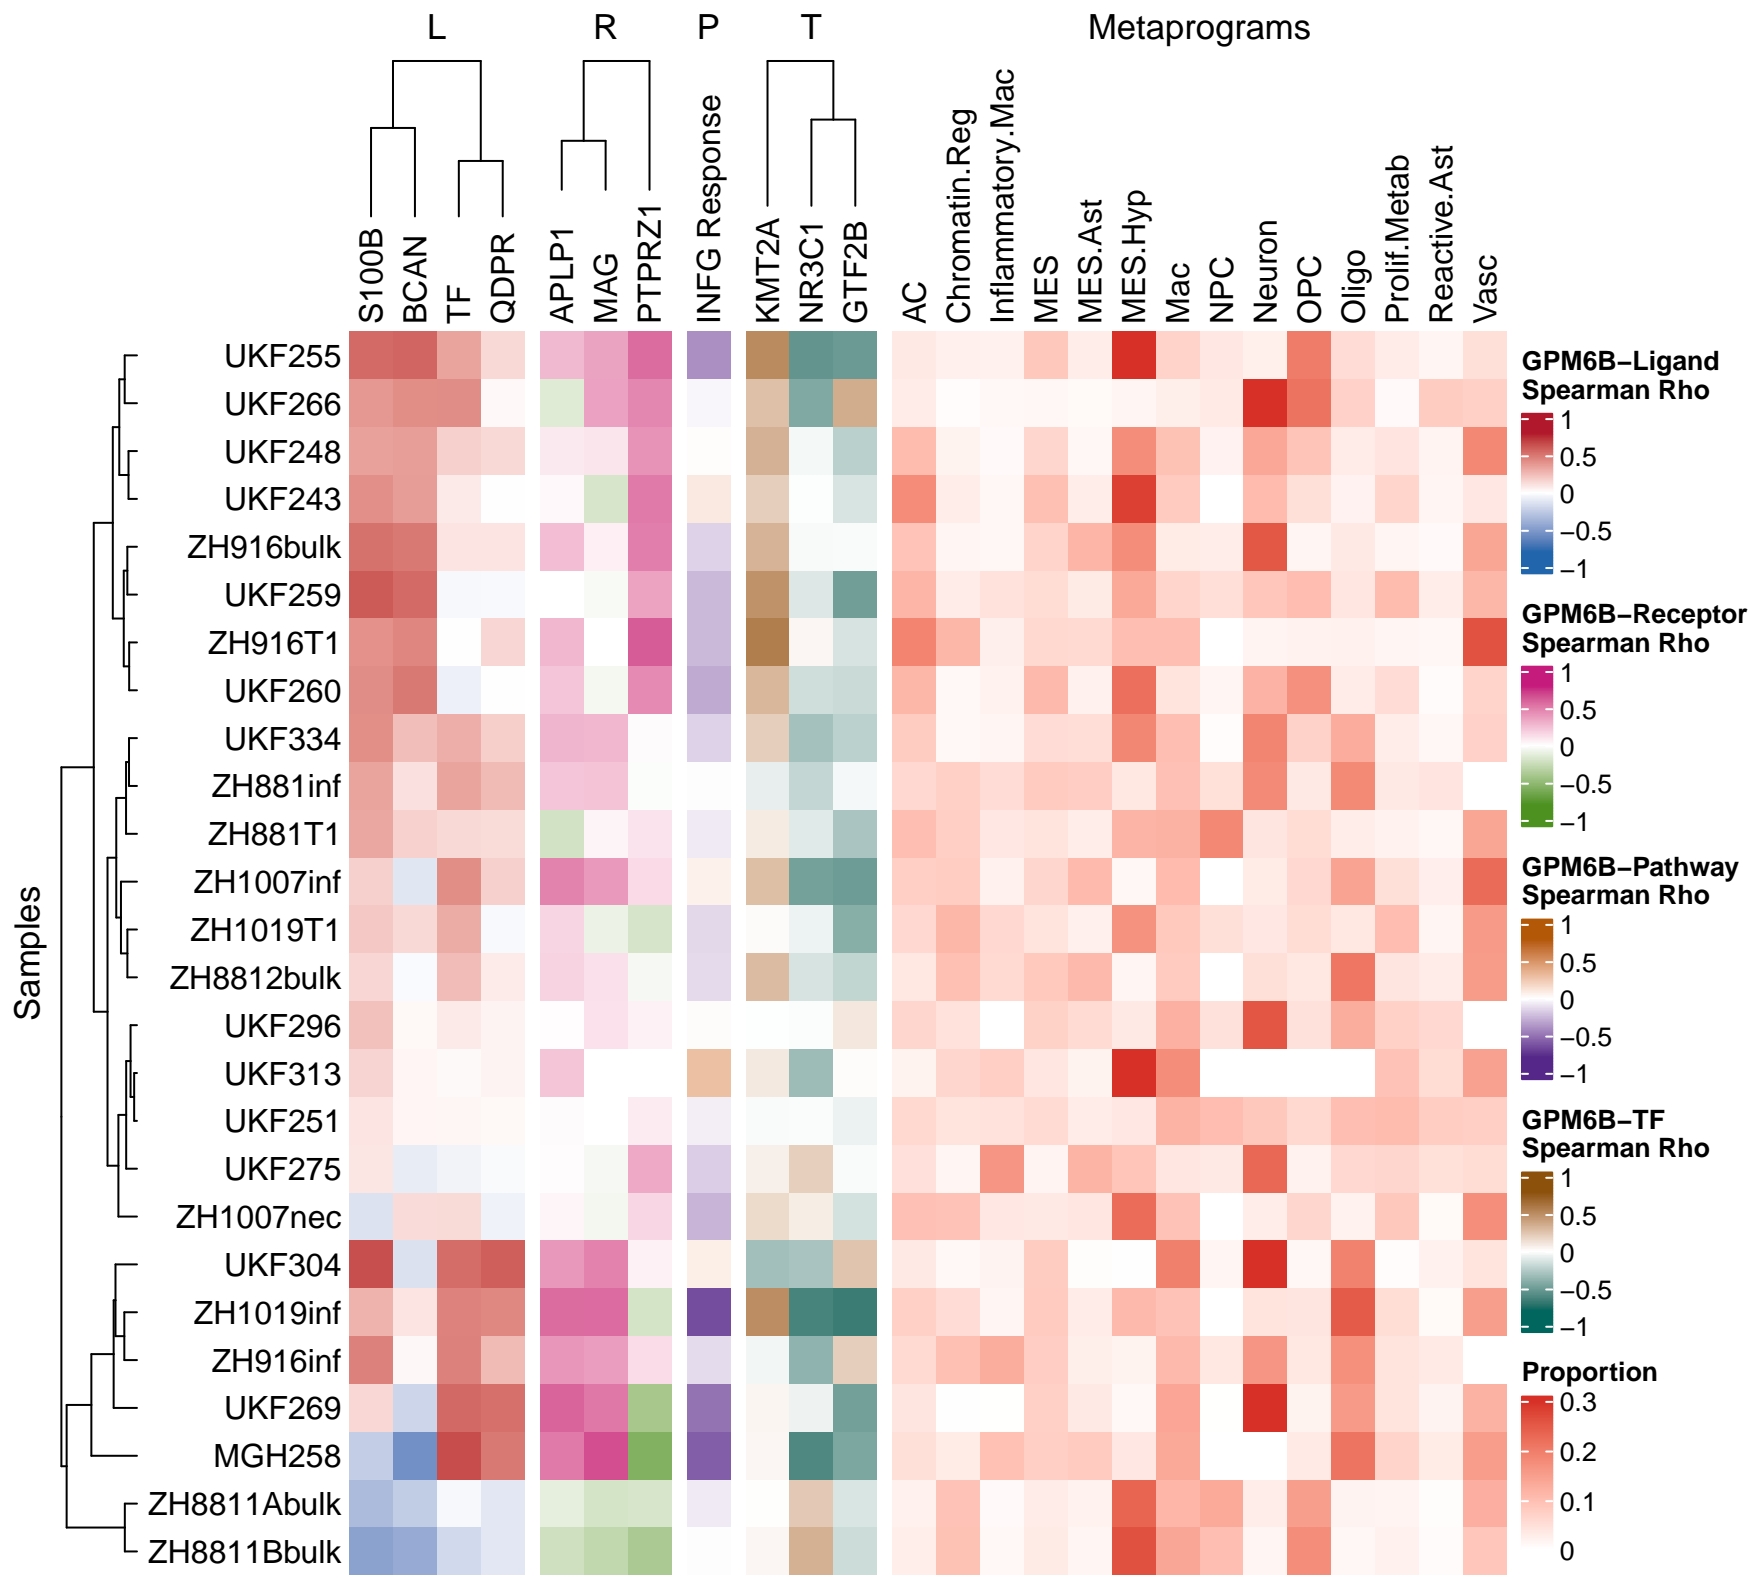 L R P T Metaprograms
S100B
BCAN
TF
QDPR
APLP1
MAG
PTPRZ1
INFG Response
KMT2A
NR3C1
GTF2B
AC
Chromatin.Reg
Inflammatory.Mac
MES
MES.Ast
MES.Hyp
Mac
NPC
Neuron
OPC
Oligo
Prolif.Metab
Reactive.Ast
Vasc
Samples
UKF255
UKF266
UKF248
UKF243
ZH916bulk
UKF259
ZH916T1
UKF260
UKF334
ZH881inf
ZH881T1
ZH1007inf
ZH1019T1
ZH8812bulk
UKF296
UKF313
UKF251
UKF275
ZH1007nec
UKF304
ZH1019inf
ZH916inf
UKF269
MGH258
ZH8811Abulk
ZH8811Bbulk
GPM6B−Ligand
Spearman Rho
1
0.5
0
−0.5
−1
GPM6B−Receptor
Spearman Rho
1
0.5
0
−0.5
−1
GPM6B−Pathway
Spearman Rho
1
0.5
0
−0.5
−1
GPM6B−TF
Spearman Rho
1
0.5
0
−0.5
−1
Proportion
0.3
0.2
0.1
0